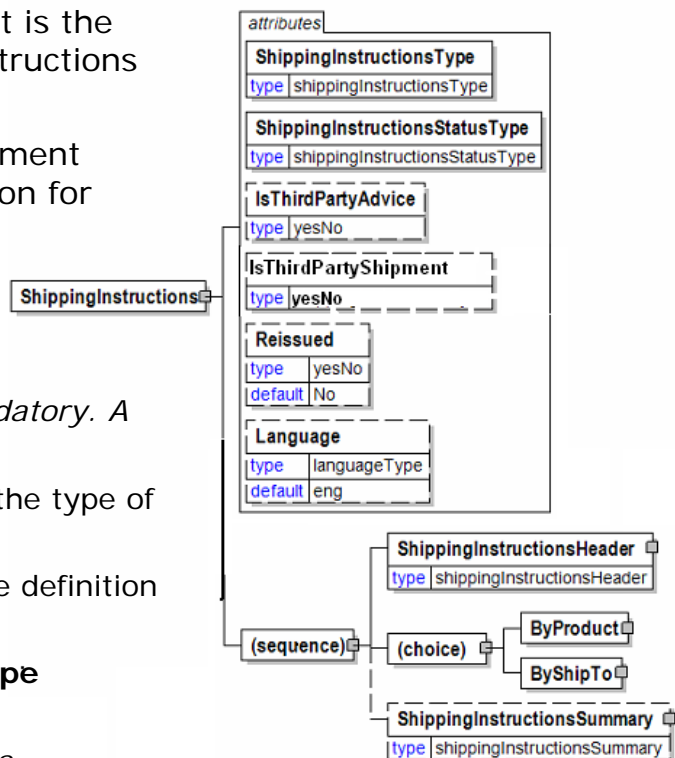 t is the
tructions
ment
on for
datory. A
the type of
e definition
pe
attributes
ShippingInstructionsType
type shippingInstructionsType
ShippingInstructionsStatusType
type shippingInstructionsStatusType
IsThirdPartyAdvice
type yesNo
IsThirdPartyShipment
type yesNo
ShippingInstructions
Reissued
type yesNo
default No
Language
type languageType
default eng
ShippingInstructionsHeader
type shippingInstructionsHeader
(sequence)
(choice)
ByProduct
ByShipTo
ShippingInstructionsSummary
type shippingInstructionsSummary